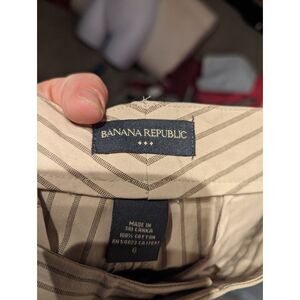 BANANA REPUBLIC
MADE IN
SRI LANKA
100% COTTON
6